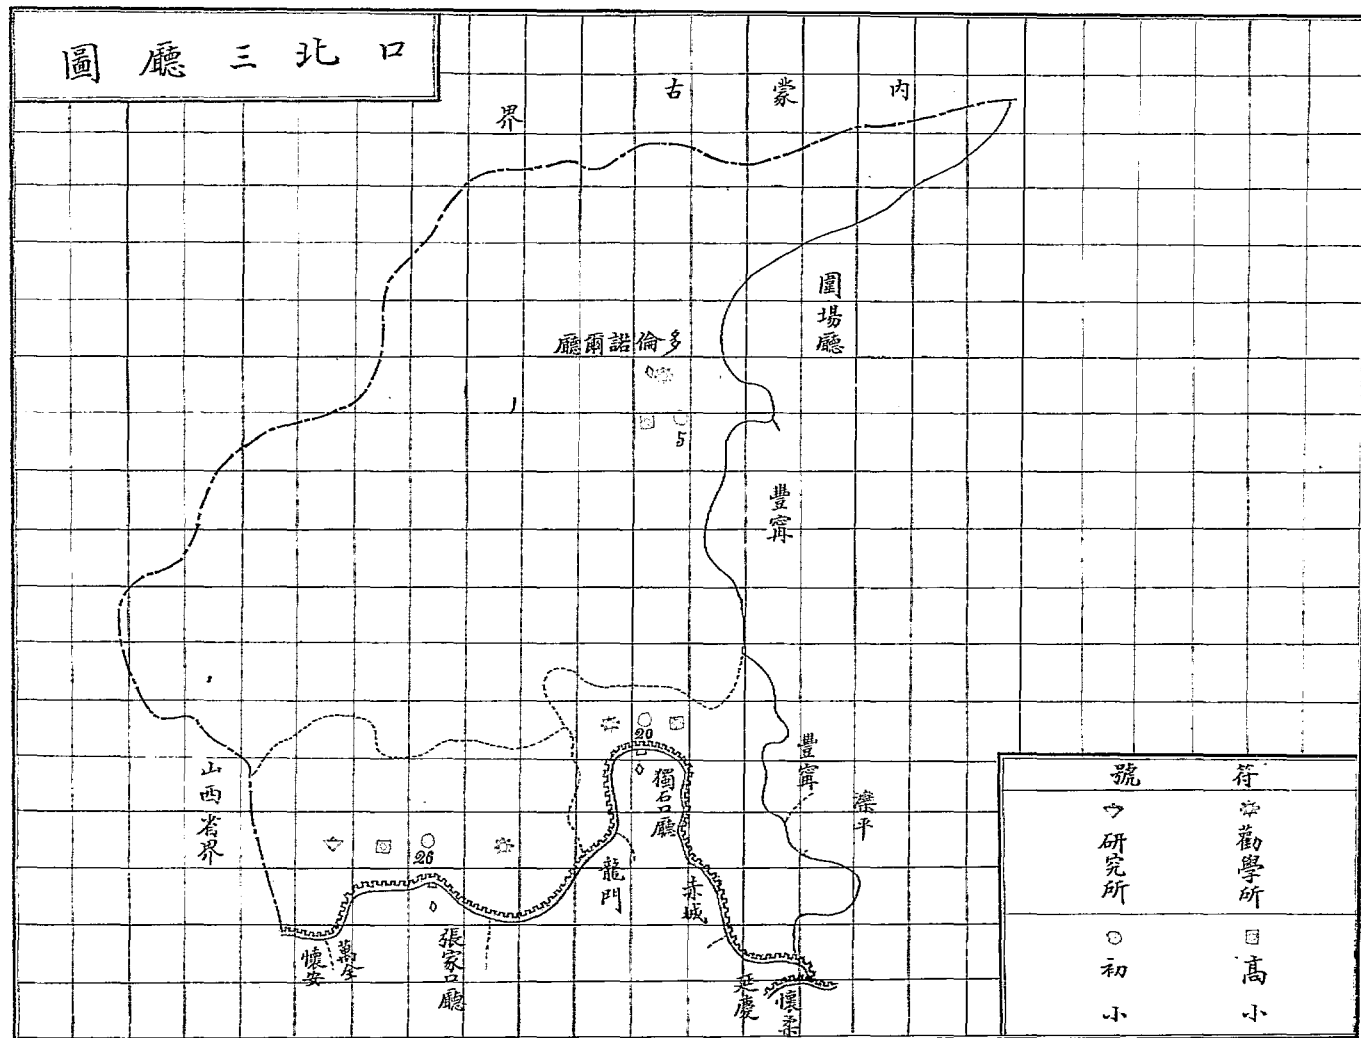 口北三廳圖
內蒙古界
圍場廳
多倫諾爾廳
5
豐寧
豐寧
灤平
20
獨石口廳
赤城
龍門
山西省界
26
張家口廳
萬全
懷安
延慶
懷柔
符號
勸學所
研究所
高小
初小